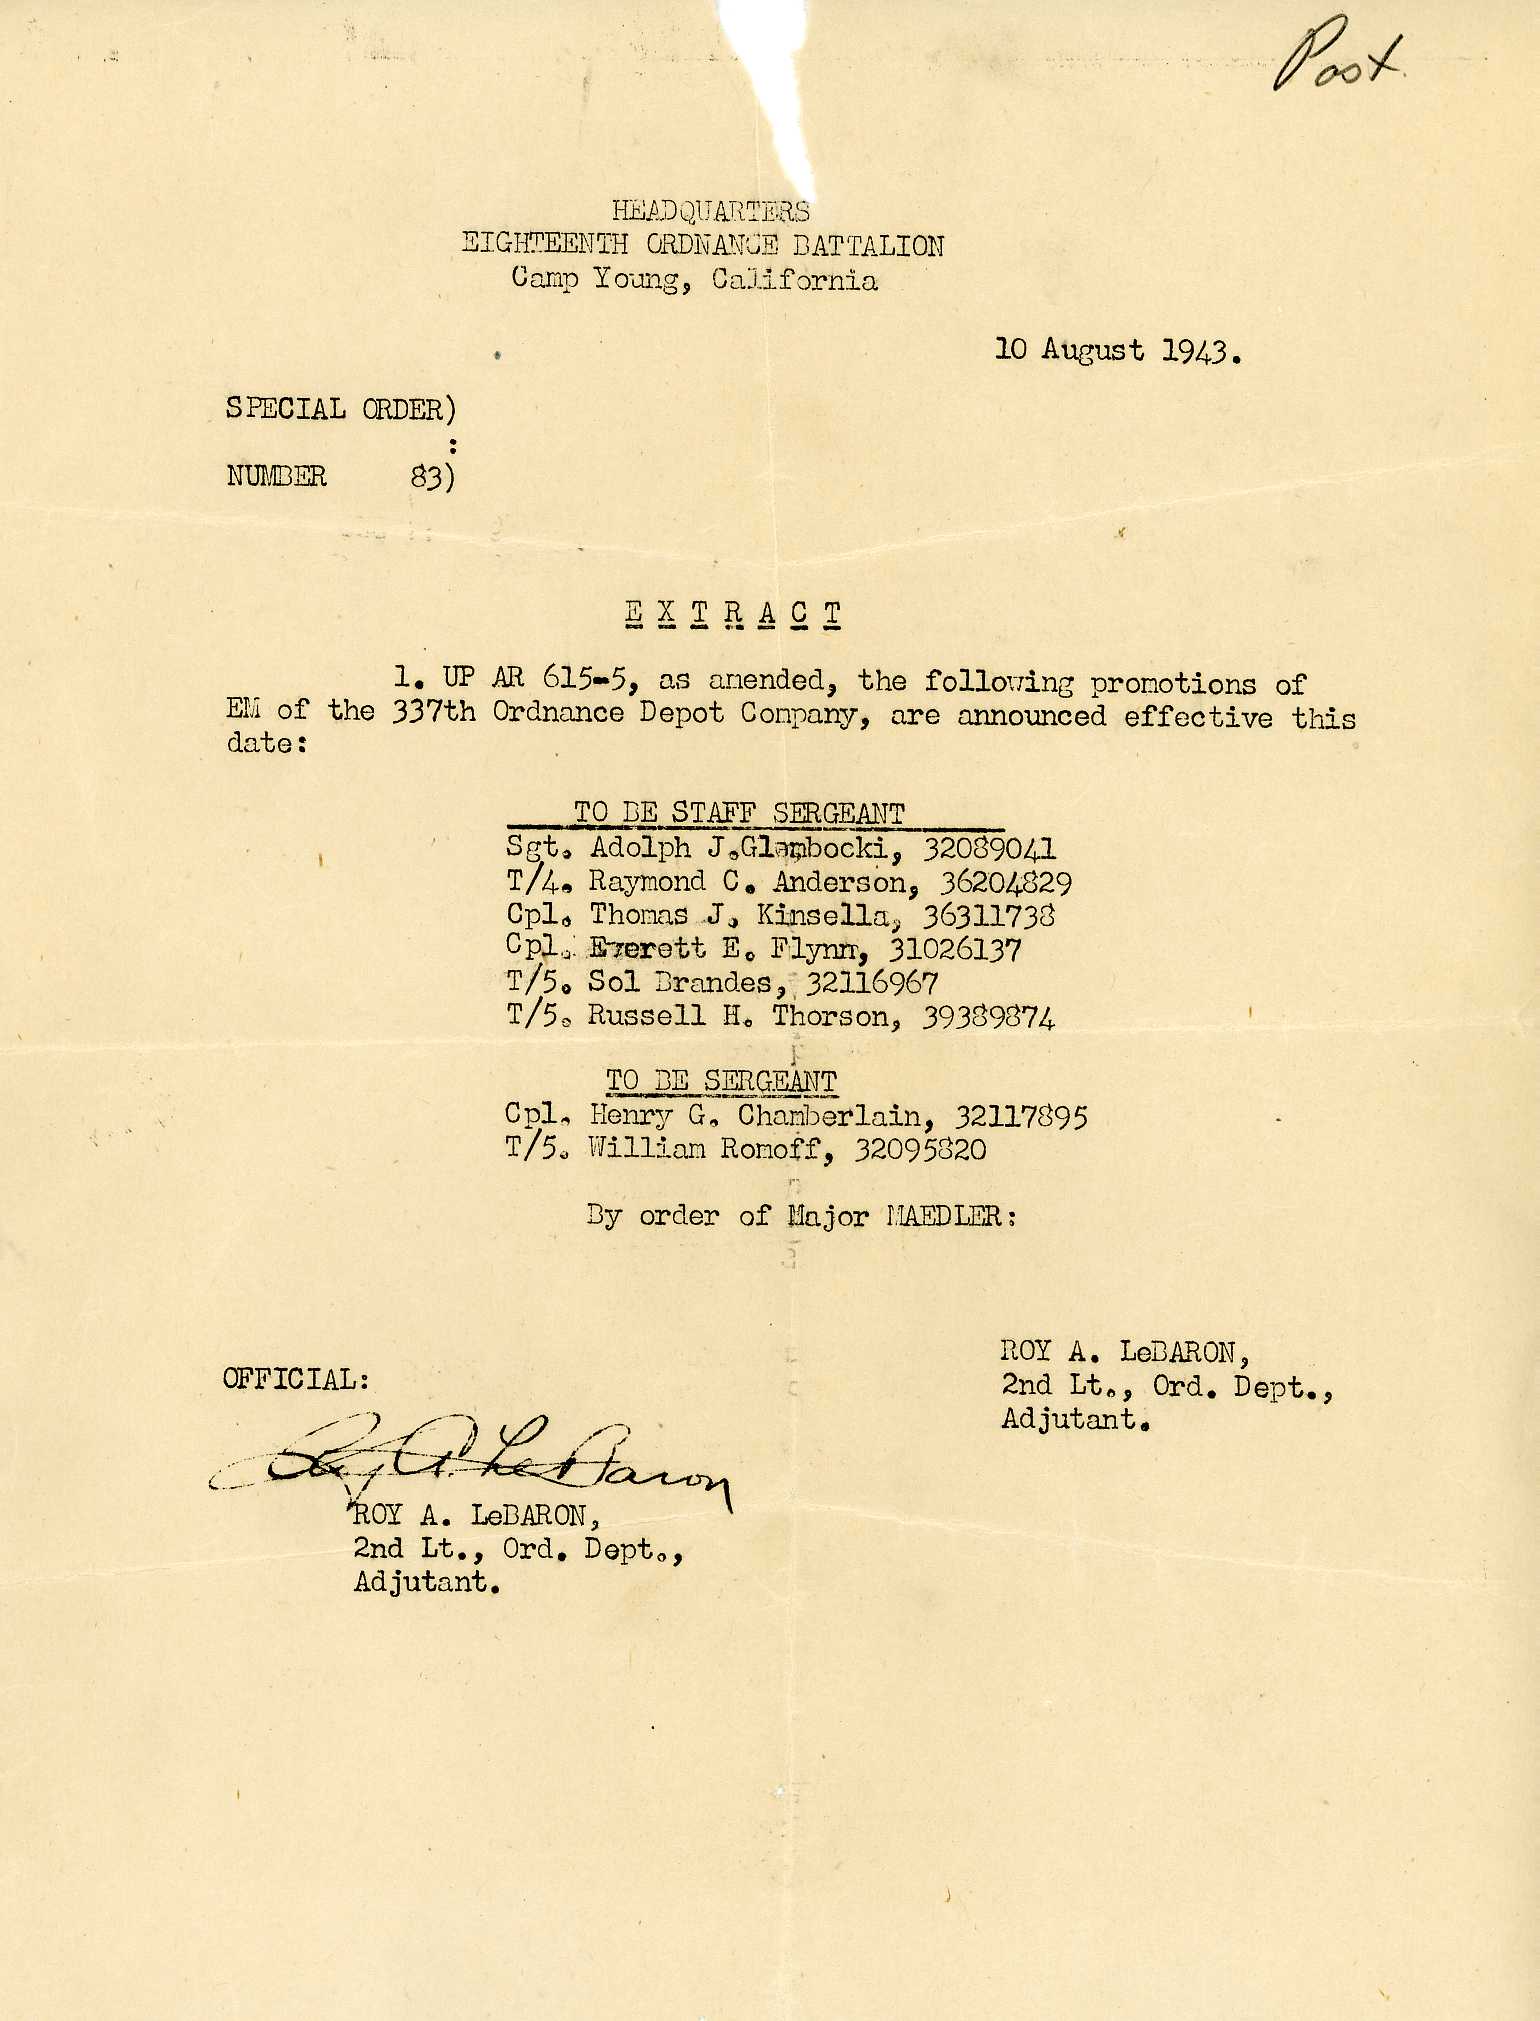 Post
HEADQUARTERS
EIGHTEENTH ORDNANCE BATTALION
Camp Young, California
10 August 1943.
SPECIAL ORDER)
:
NUMBER 83)
E X T R A C T
1. UP AR 615-5, as amended, the following promotions of
EM of the 337th Ordnance Depot Company, are announced effective this
date:
TO BE STAFF SERGEANT
Sgt. Adolph J.Glembocki, 32089041
T/4. Raymond C. Anderson, 36204829
Cpl. Thomas J. Kinsella, 36311738
Cpl. Everett E. Flynn, 31026137
T/5. Sol Brandes, 32116967
T/5. Russell H. Thorson, 39389874
TO BE SERGEANT
Cpl. Henry G. Chamberlain, 32117895
T/5. William Romoff, 32095820
By order of Major MAEDLER:
ROY A. LeBARON,
2nd Lt., Ord. Dept.,
Adjutant.
OFFICIAL:
Roy A. LeBaron
ROY A. LeBARON,
2nd Lt., Ord. Dept.,
Adjutant.